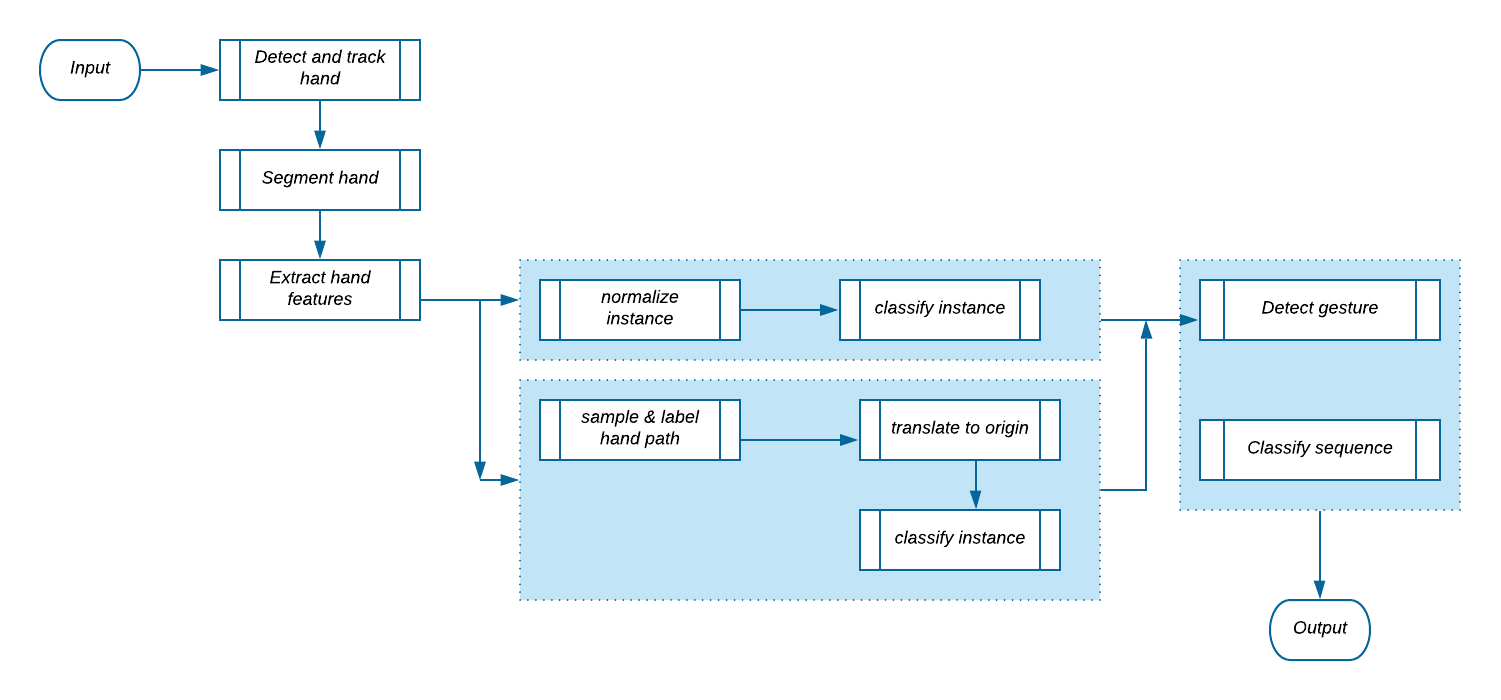 Input
Detect and track
hand
Segment hand
Extract hand
features
normalize
instance
classify instance
sample & label
hand path
translate to origin
classify instance
Detect gesture
Classify sequence
Output